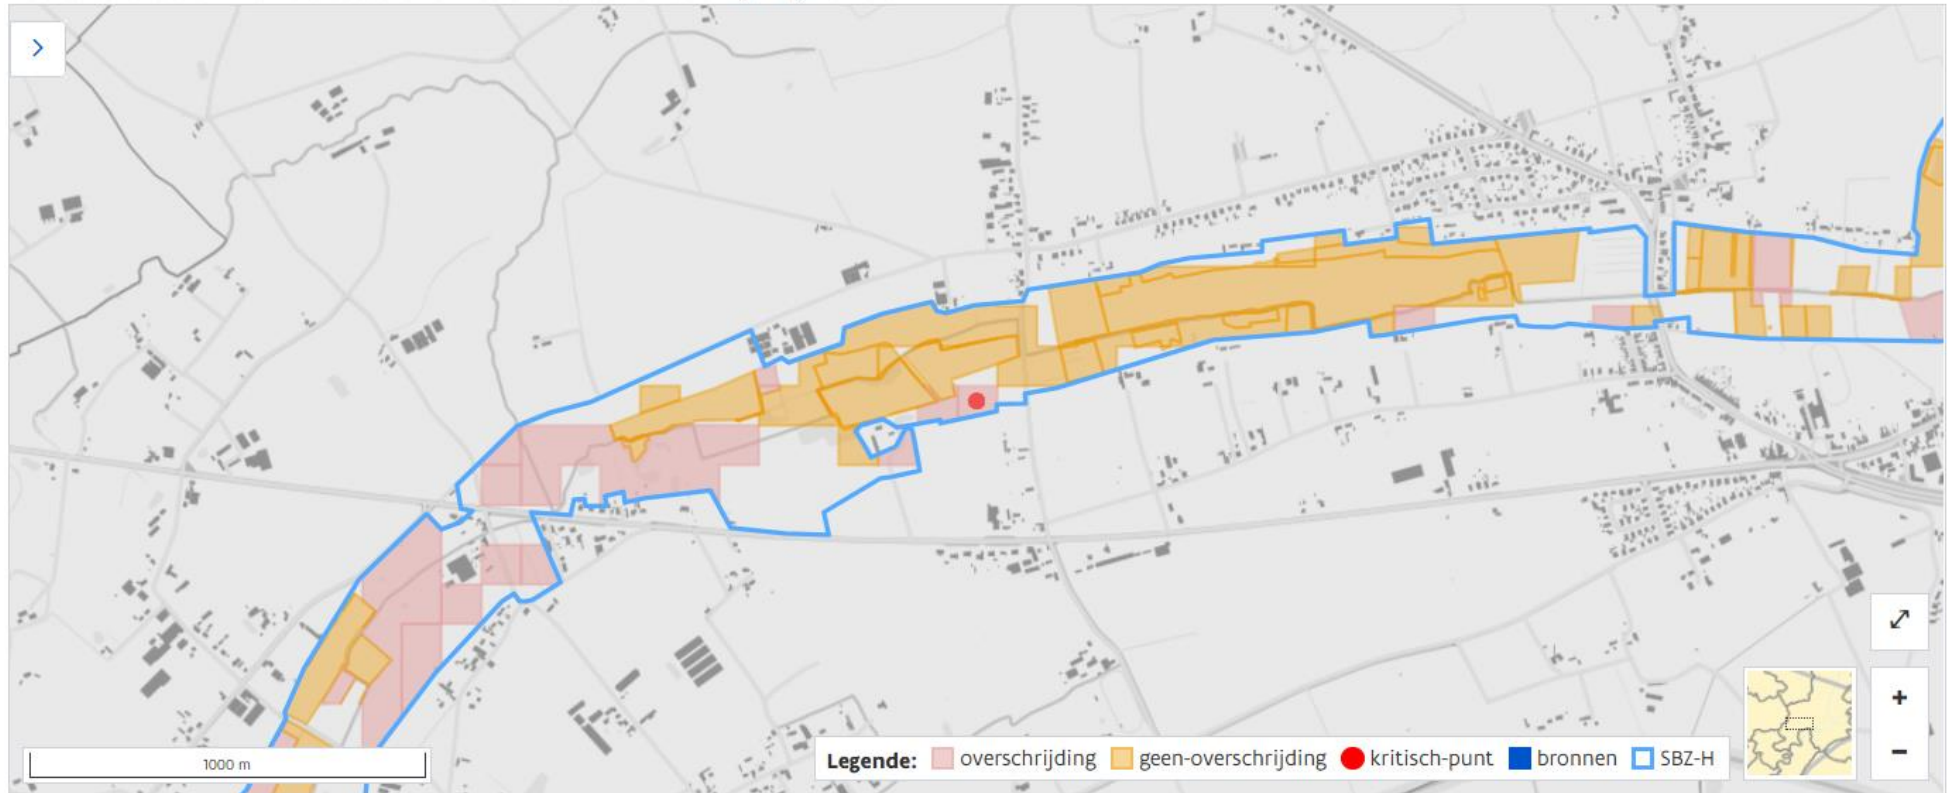 1000 m
Legende: overschrijding geen-overschrijding kritisch-punt bronnen SBZ-H
+
−